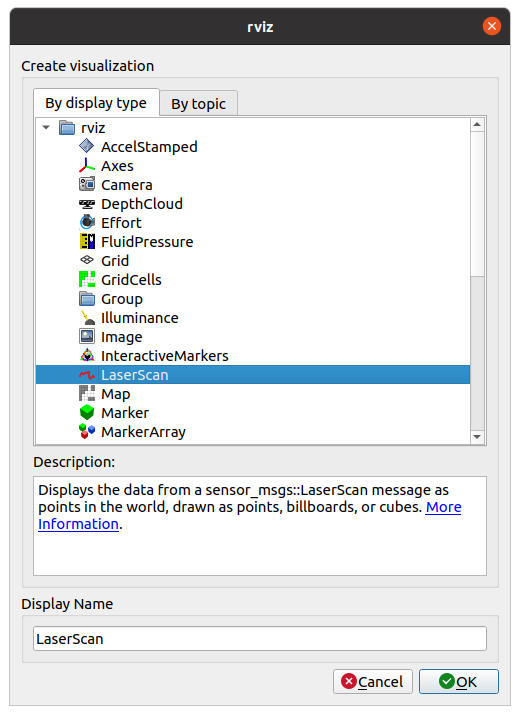 rviz
Create visualization
By display type
By topic
rviz
AccelStamped
Axes
Camera
DepthCloud
Effort
FluidPressure
Grid
GridCells
Group
Illuminance
Image
InteractiveMarkers
LaserScan
Map
Marker
MarkerArray
Description:
Displays the data from a sensor_msgs::LaserScan message as
points in the world, drawn as points, billboards, or cubes. More
Information.
Display Name
LaserScan
Cancel
OK